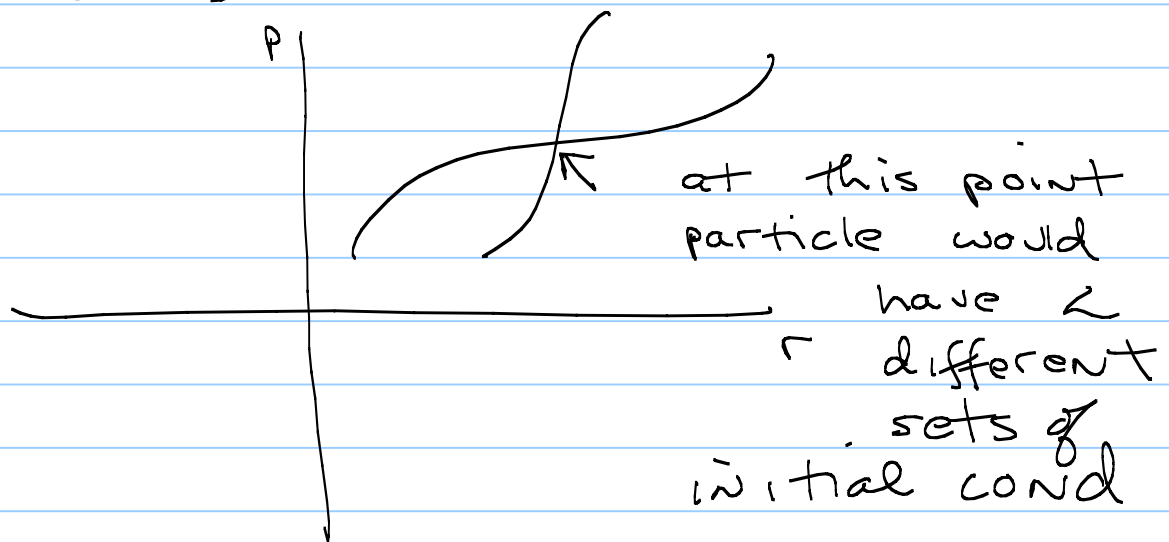 P
at this point
particle would
have 2
r different
sets of
initial cond